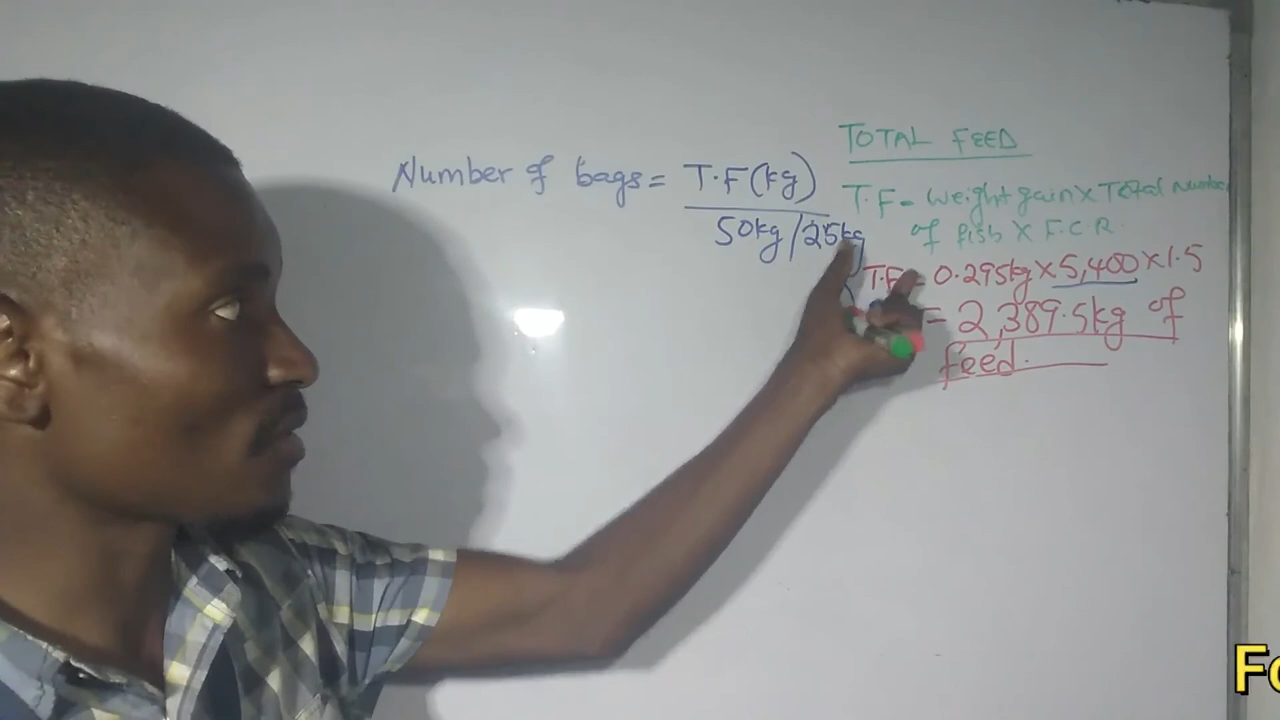 Number of bags = T.F(kg)
50kg/25kg
TOTAL FEED
T.F = weight gain x Total Number
of fish x F.C.R.
T.F = 0.295kg x 5,400 x 1.5
= 2,389.5kg of
feed.